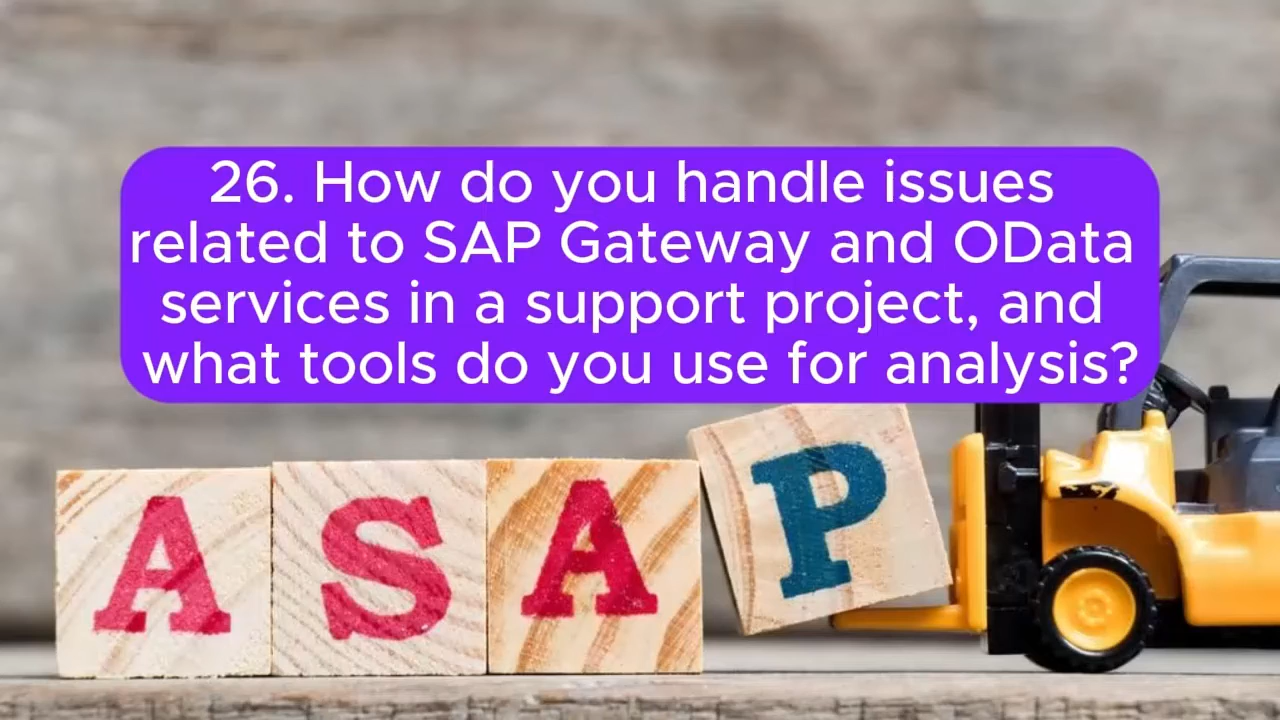 26. How do you handle issues
related to SAP Gateway and OData
services in a support project, and
what tools do you use for analysis?
A S A P